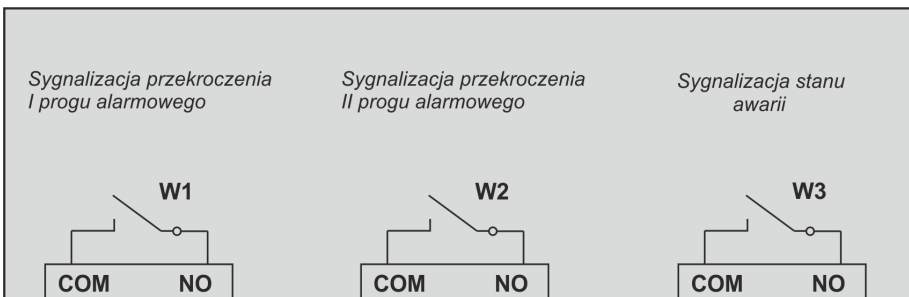 Sygnalizacja przekroczenia
I progu alarmowego
Sygnalizacja przekroczenia
II progu alarmowego
Sygnalizacja stanu
awarii
W1
W2
W3
COM NO
COM NO
COM NO